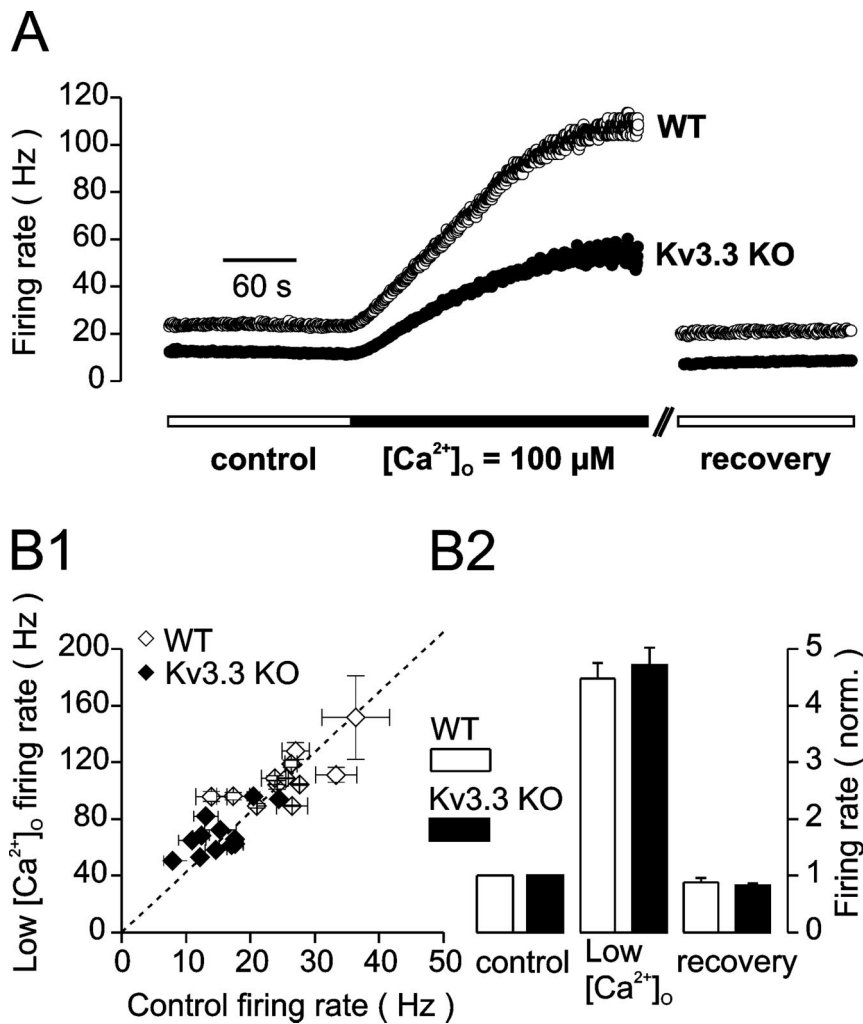 A
120
100
80
60
40
20
0
Firing rate ( Hz )
60 s
WT
Kv3.3 KO
control
[Ca²⁺]ₒ = 100 µM
//
recovery
B1
WT
Kv3.3 KO
200
160
120
80
40
0
Low [Ca²⁺]ₒ firing rate ( Hz )
0 10 20 30 40 50
Control firing rate ( Hz )
B2
WT
Kv3.3 KO
5
4
3
2
1
0
Firing rate ( norm. )
control
Low
[Ca²⁺]ₒ
recovery